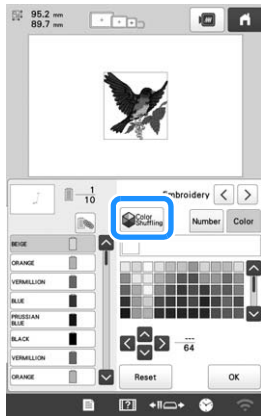 95.2 mm
89.7 mm
1
10
Embroidery
Color
Shuffling
Number
Color
BEIGE
ORANGE
VERMILLION
BLUE
PRUSSIAN
BLUE
BLACK
VERMILLION
ORANGE
---
64
Reset
OK